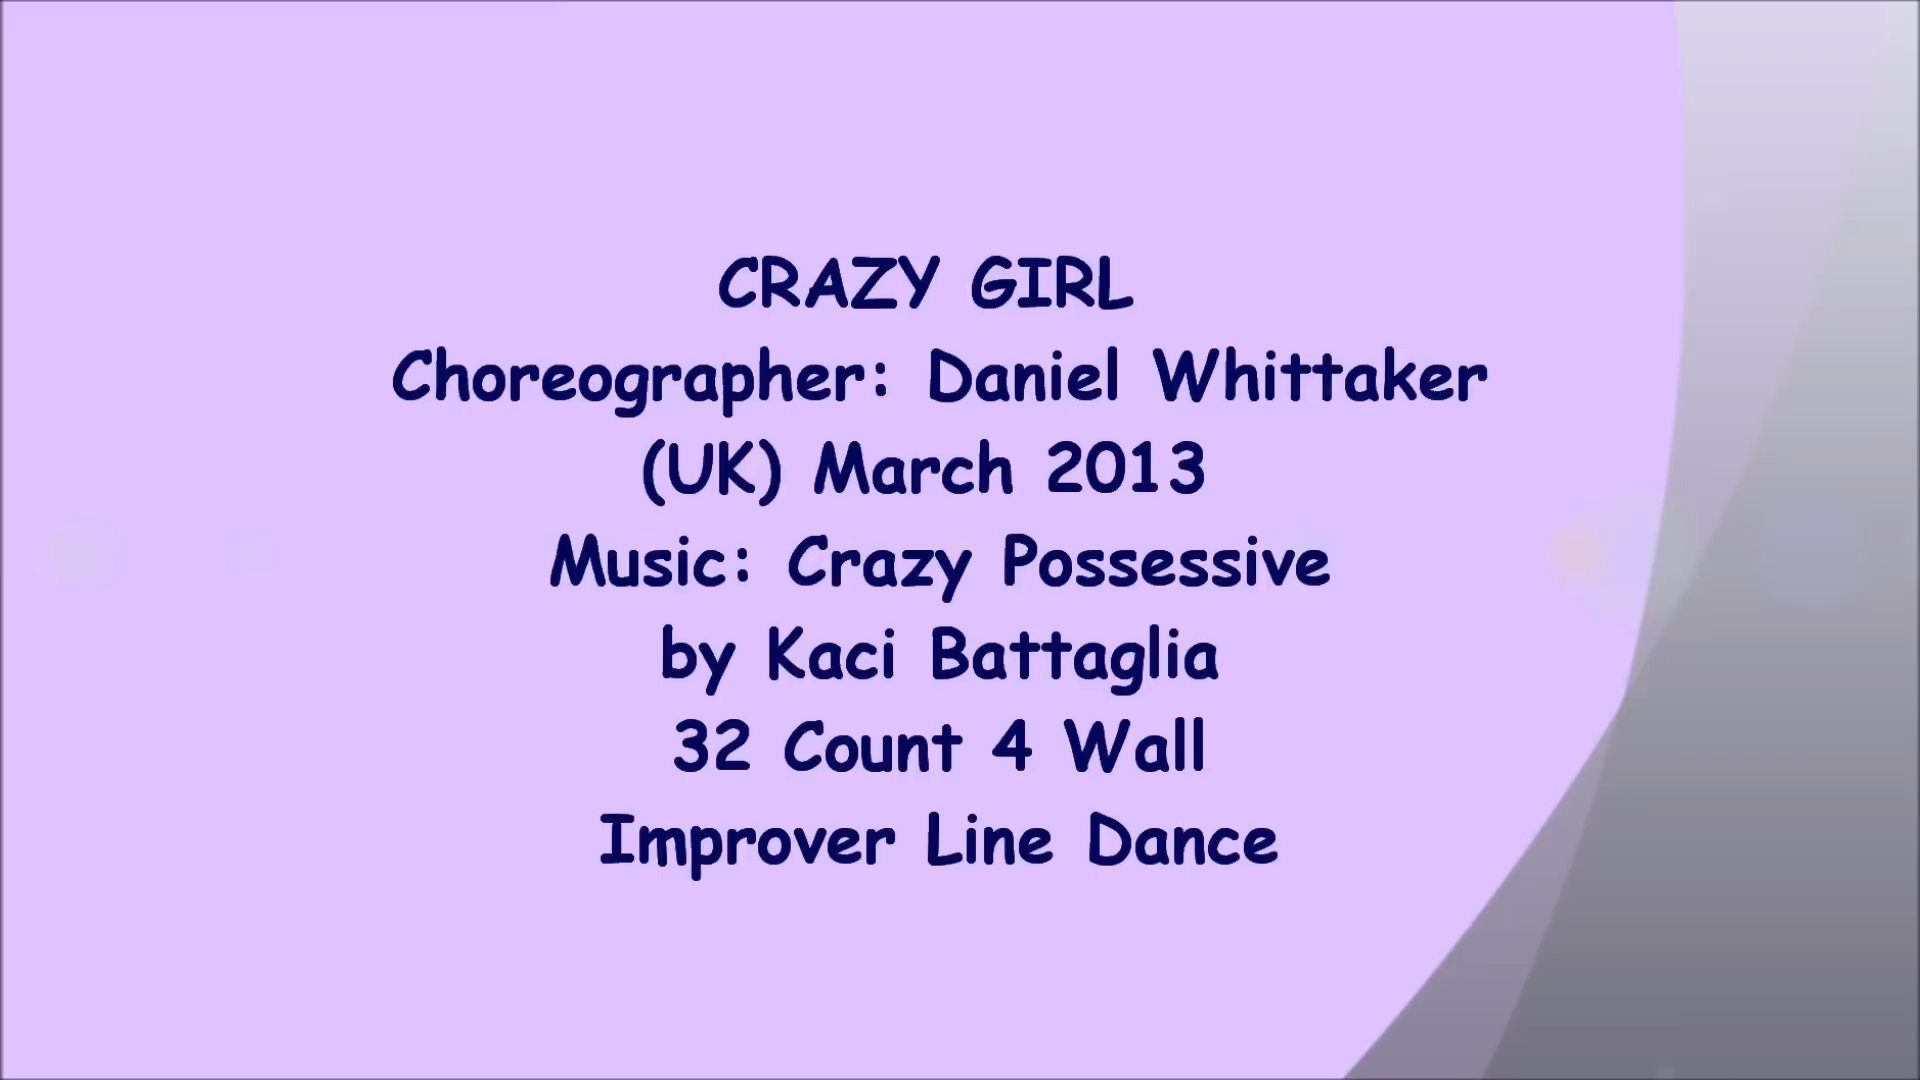 CRAZY GIRL
Choreographer: Daniel Whittaker
(UK) March 2013
Music: Crazy Possessive
by Kaci Battaglia
32 Count 4 Wall
Improver Line Dance